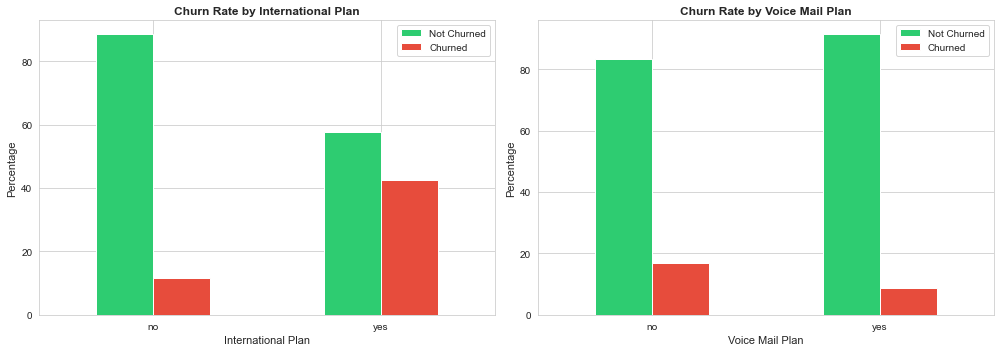 Churn Rate by International Plan
Not Churned
Churned
Percentage
80
60
40
20
0
no
yes
International Plan
Churn Rate by Voice Mail Plan
Not Churned
Churned
Percentage
80
60
40
20
0
no
yes
Voice Mail Plan